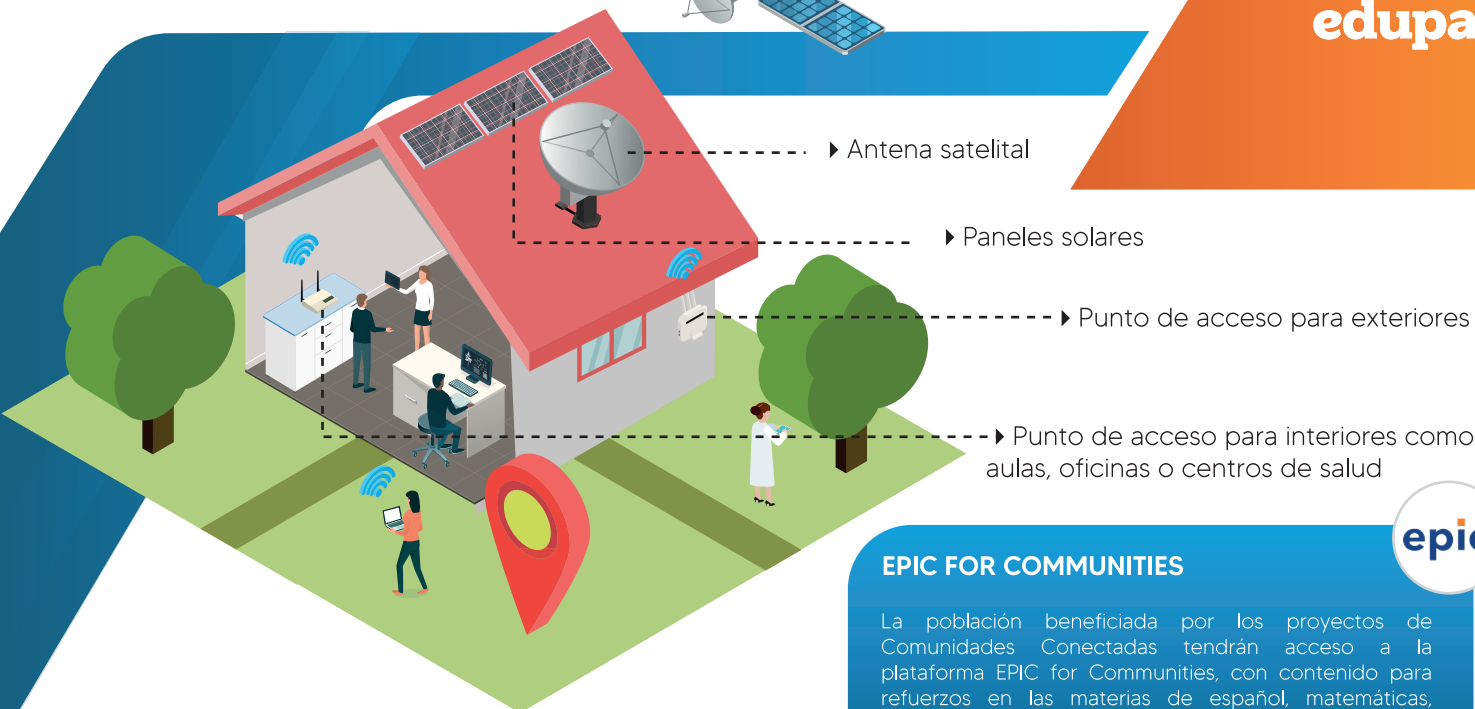 edupa
Antena satelital
Paneles solares
Punto de acceso para exteriores
Punto de acceso para interiores como
aulas, oficinas o centros de salud
epic
EPIC FOR COMMUNITIES
La población beneficiada por los proyectos de
Comunidades Conectadas tendrán acceso a la
plataforma EPIC for Communities, con contenido para
refuerzos en las materias de español, matemáticas,